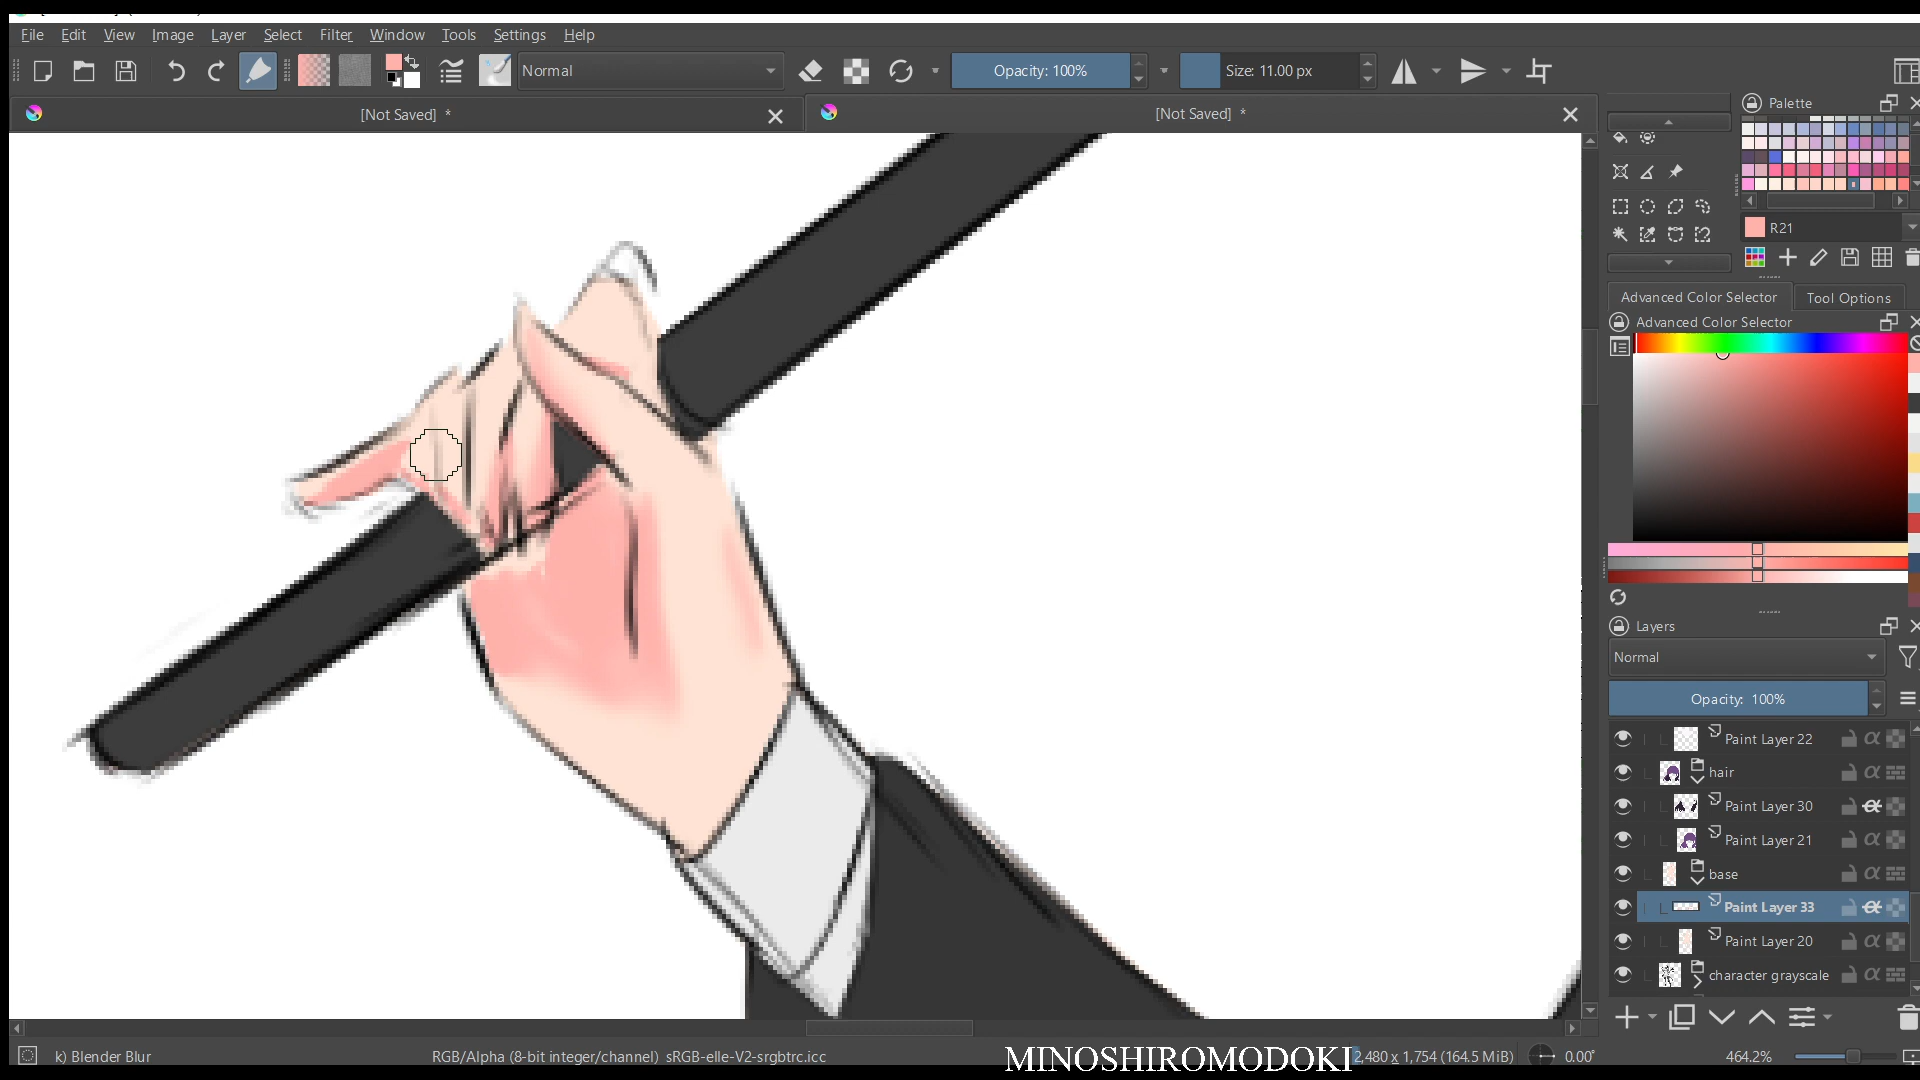 File Edit View Image Layer Select Filter Window Tools Settings Help
Normal Opacity: 100% Size: 11.00 px
[Not Saved] * [Not Saved] *
Palette
R21
Advanced Color Selector Tool Options
Advanced Color Selector
Layers
Normal
Opacity: 100%
Paint Layer 22
hair
Paint Layer 30
Paint Layer 21
base
Paint Layer 33
Paint Layer 20
character grayscale
k) Blender Blur RGB/Alpha (8-bit integer/channel) sRGB-elle-V2-srgbtrc.icc MINOSHIROMODOKI 2,480 x 1,754 (164.5 MiB) 0.00° 464.2%